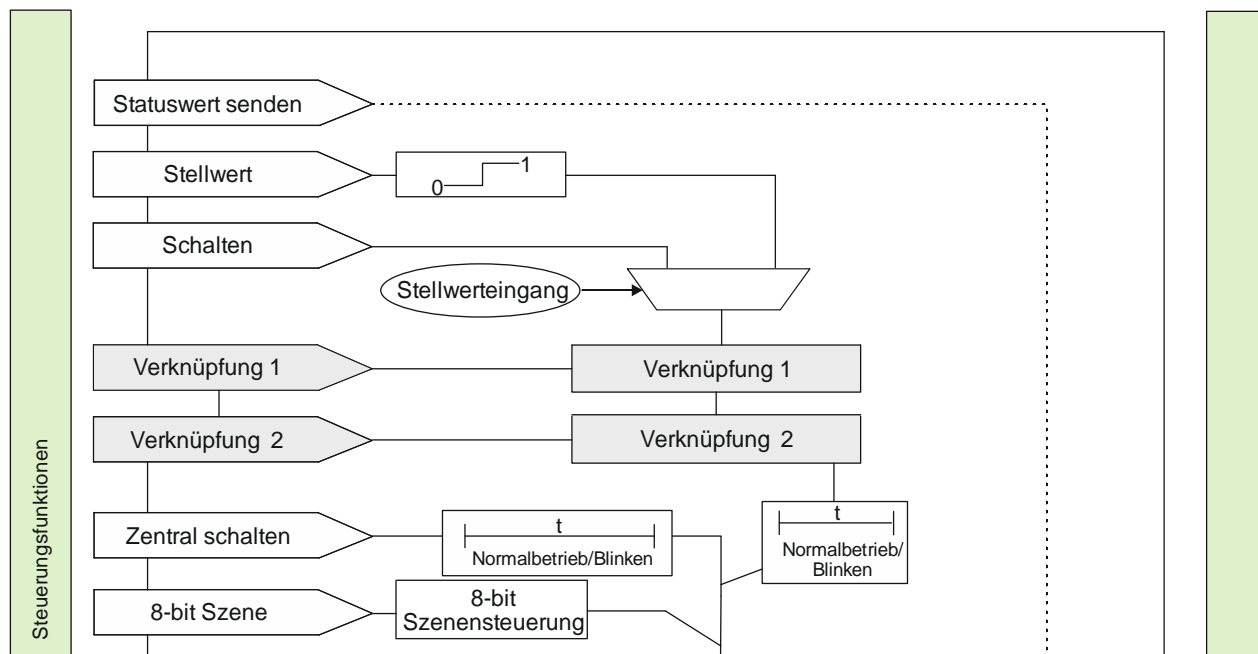 Steuerungsfunktionen
Statuswert senden
Stellwert
0
1
Schalten
Stellwerteingang
Verknüpfung 1
Verknüpfung 1
Verknüpfung 2
Verknüpfung 2
Zentral schalten
t
Normalbetrieb/Blinken
t
Normalbetrieb/
Blinken
8-bit Szene
8-bit
Szenensteuerung